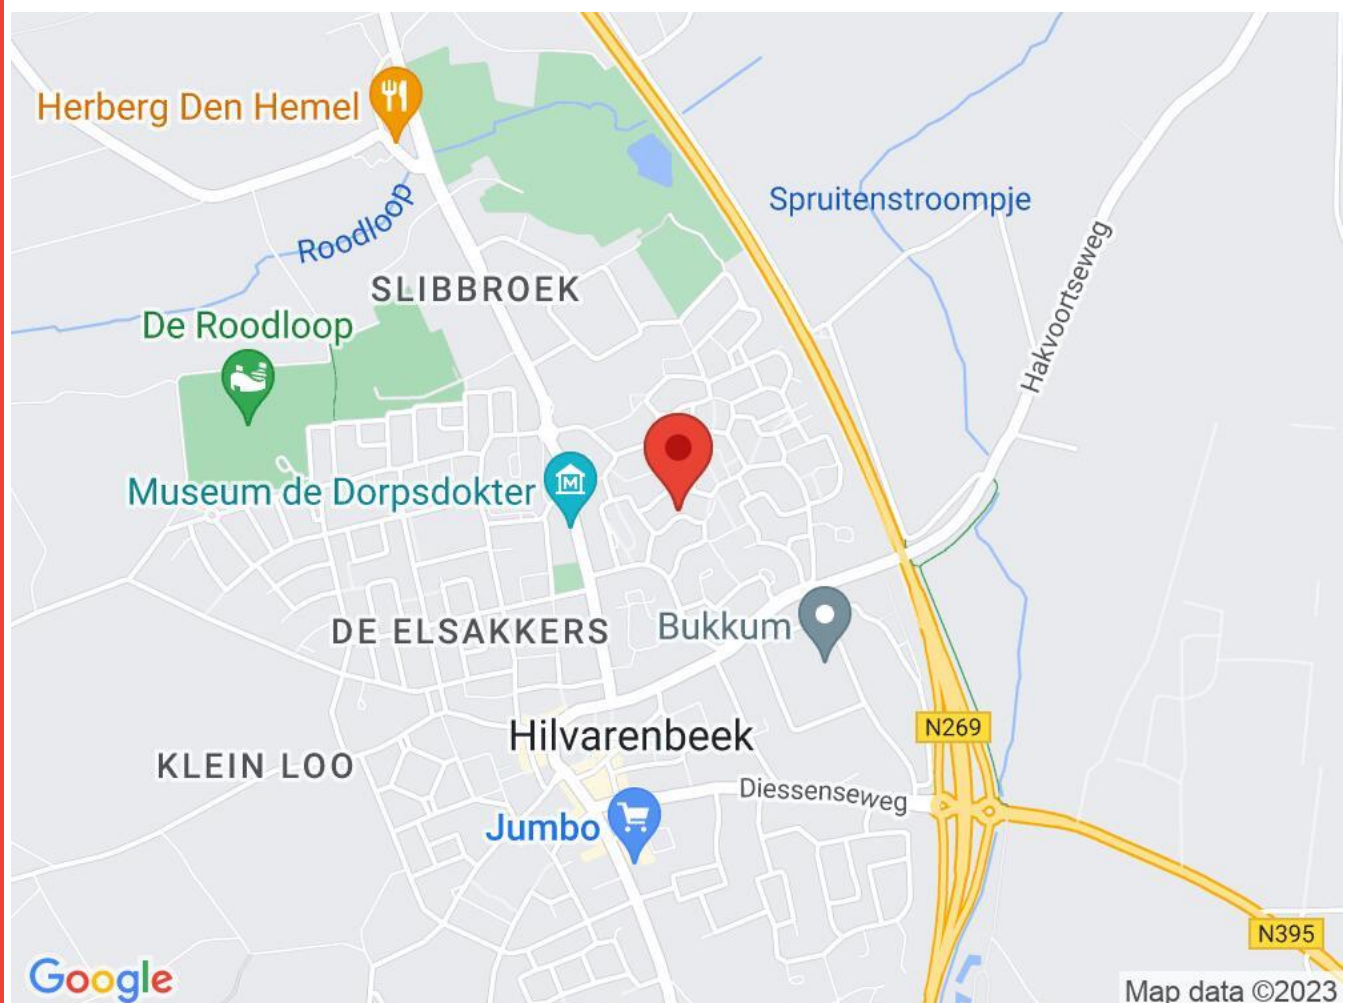 Herberg Den Hemel
Spruitenstroompje
Roodloop
Hakvoortseweg
SLIBBROEK
De Roodloop
Museum de Dorpsdokter
DE ELSAKKERS
Bukkum
N269
Hilvarenbeek
KLEIN LOO
Diessenseweg
Jumbo
N395
Google
Map data ©2023